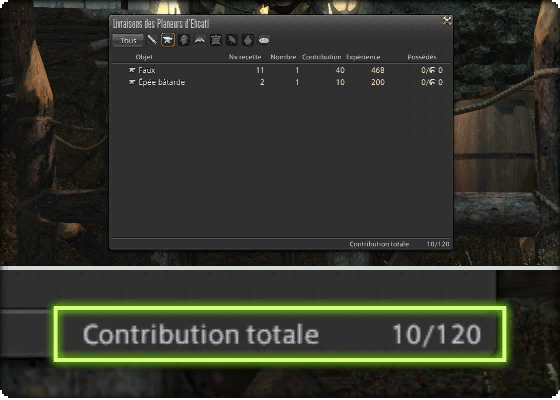 Livraisons des Planeurs d'Ehcatl
Tous
Objet Nv recette Nombre Contribution Expérience Possédés
Faux 11 1 40 468 0/ 0
Épée bâtarde 2 1 10 200 0/ 0
Contribution totale 10/120
Contribution totale 10/120